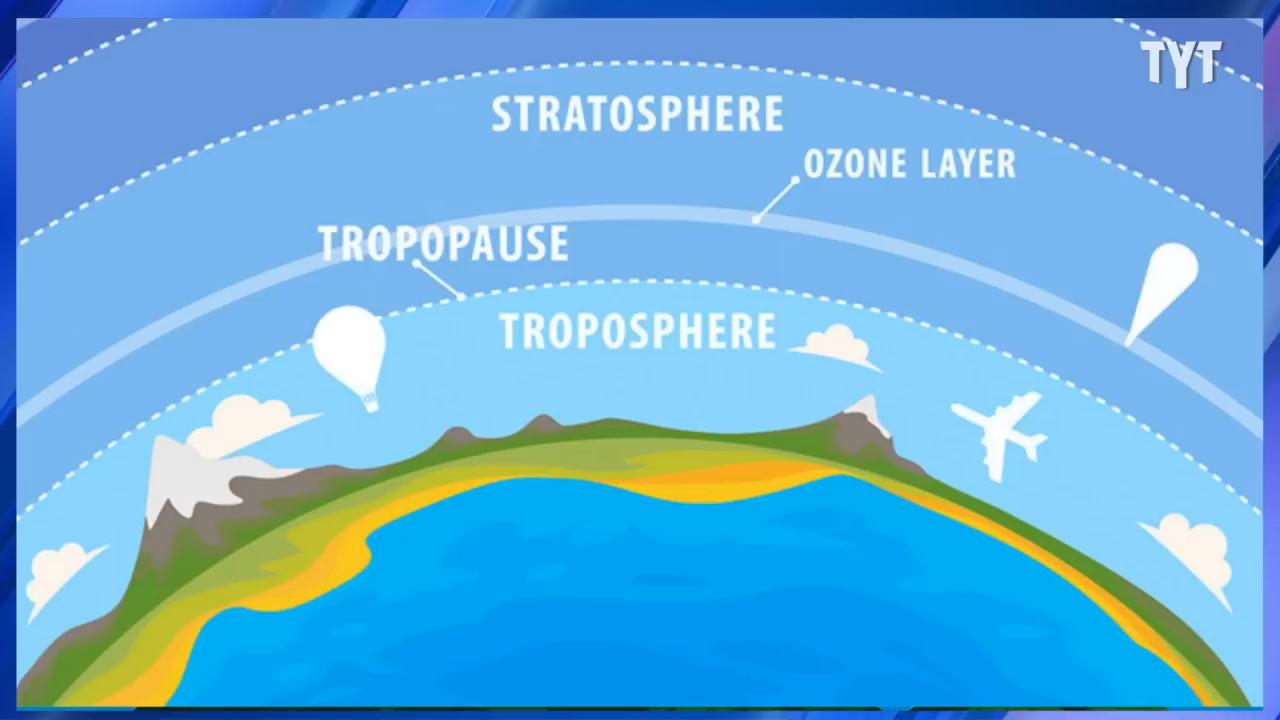 TYT
STRATOSPHERE
OZONE LAYER
TROPOPAUSE
TROPOSPHERE